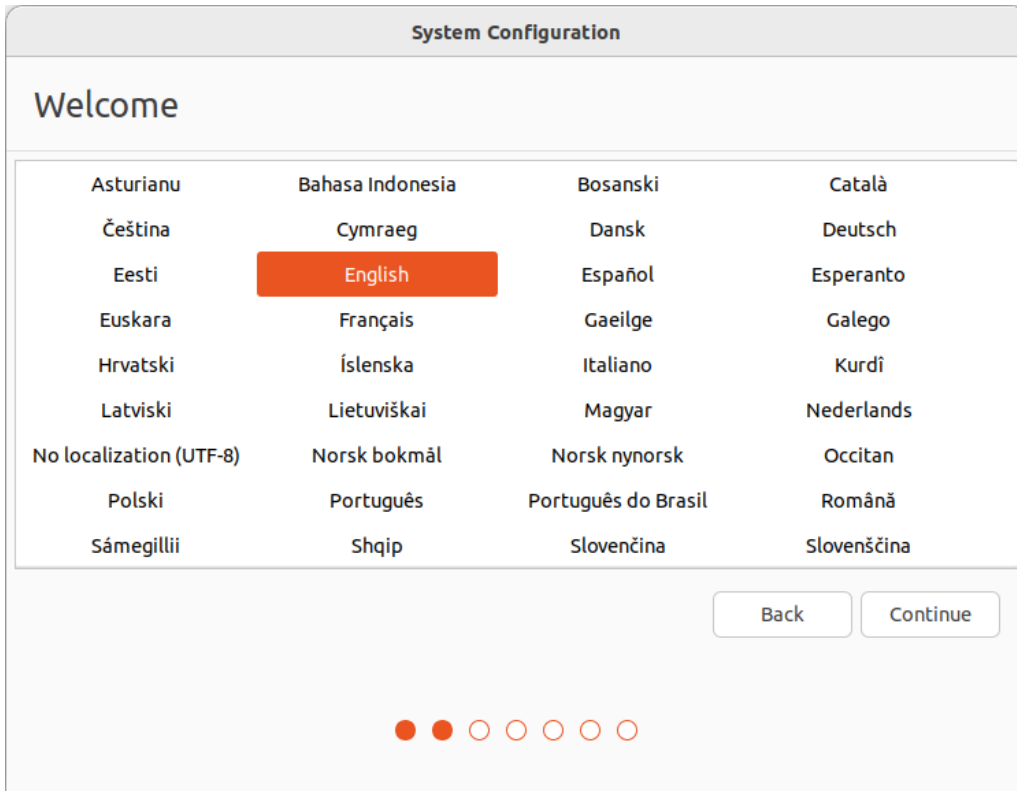 System Configuration
Welcome
Asturianu Bahasa Indonesia Bosanski Català
Čeština Cymraeg Dansk Deutsch
Eesti English Español Esperanto
Euskara Français Gaeilge Galego
Hrvatski Íslenska Italiano Kurdî
Latviski Lietuviškai Magyar Nederlands
No localization (UTF-8) Norsk bokmål Norsk nynorsk Occitan
Polski Português Português do Brasil Română
Sámegillii Shqip Slovenčina Slovenščina
Back Continue